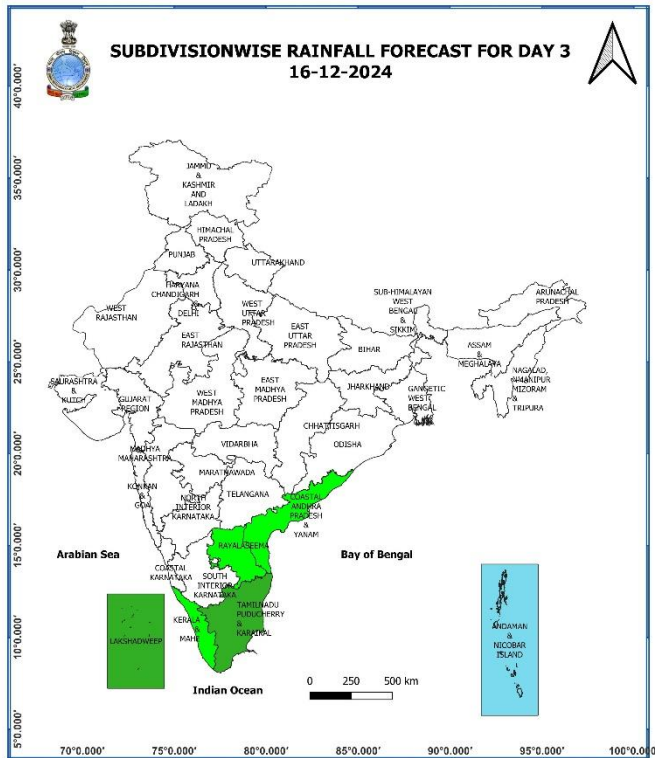 SUBDIVISIONWISE RAINFALL FORECAST FOR DAY 3
16-12-2024
40°0.000'
35°0.000'
30°0.000'
25°0.000'
20°0.000'
15°0.000'
10°0.000'
5°0.000'
JAMMU
&
KASHMIR
AND
LADAKH
HIMACHAL
PRADESH
PUNJAB
UTTARAKHAND
HARYANA
CHANDIGARH
&
DELHI
WEST
RAJASTHAN
WEST
UTTAR
PRADESH
EAST
RAJASTHAN
EAST
UTTAR
PRADESH
SUB-HIMALAYAN
WEST
BENGAL
&
SIKKIM
ARUNACHAL
PRADESH
BIHAR
ASSAM
&
MEGHALAYA
NAGALAD
MANIPUR
MIZORAM
&
TRIPURA
SAURASHTRA
&
KUTCH
GUJARAT
REGION
WEST
MADHYA
PRADESH
EAST
MADHYA
PRADESH
JHARKHAND
GANGETIC
WEST
BENGAL
CHHATTISGARH
ODISHA
VIDARBHA
MADHYA
MAHARASHTRA
MARATHAWADA
KONKAN
&
GOA
NORTH
INTERIOR
KARNATAKA
TELANGANA
COASTAL
ANDHRA
PRADESH
&
YANAM
Arabian Sea
RAYALASEEMA
Bay of Bengal
COASTAL
KARNATAKA
SOUTH
INTERIOR
KARNATAKA
TAMILNADU
PUDUCHERRY
&
KARAIKAL
KERALA
&
MAHE
LAKSHADWEEP
ANDAMAN
&
NICOBAR
ISLAND
Indian Ocean
0 250 500 km
70°0.000' 75°0.000' 80°0.000' 85°0.000' 90°0.000' 95°0.000' 100°0.000'